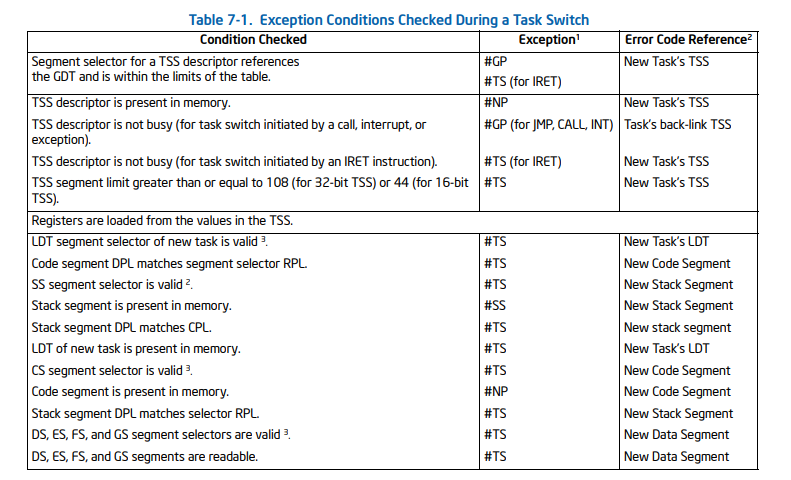 Table 7-1. Exception Conditions Checked During a Task Switch
Condition Checked Exception1 Error Code Reference2
Segment selector for a TSS descriptor references #GP New Task's TSS
the GDT and is within the limits of the table. #TS (for IRET)
TSS descriptor is present in memory. #NP New Task's TSS
TSS descriptor is not busy (for task switch initiated by a call, interrupt, or #GP (for JMP, CALL, INT) Task's back-link TSS
exception).
TSS descriptor is not busy (for task switch initiated by an IRET instruction). #TS (for IRET) New Task's TSS
TSS segment limit greater than or equal to 108 (for 32-bit TSS) or 44 (for 16-bit #TS New Task's TSS
TSS).
Registers are loaded from the values in the TSS.
LDT segment selector of new task is valid 3. #TS New Task's LDT
Code segment DPL matches segment selector RPL. #TS New Code Segment
SS segment selector is valid 2. #TS New Stack Segment
Stack segment is present in memory. #SS New Stack Segment
Stack segment DPL matches CPL. #TS New stack segment
LDT of new task is present in memory. #TS New Task's LDT
CS segment selector is valid 3. #TS New Code Segment
Code segment is present in memory. #NP New Code Segment
Stack segment DPL matches selector RPL. #TS New Stack Segment
DS, ES, FS, and GS segment selectors are valid 3. #TS New Data Segment
DS, ES, FS, and GS segments are readable. #TS New Data Segment